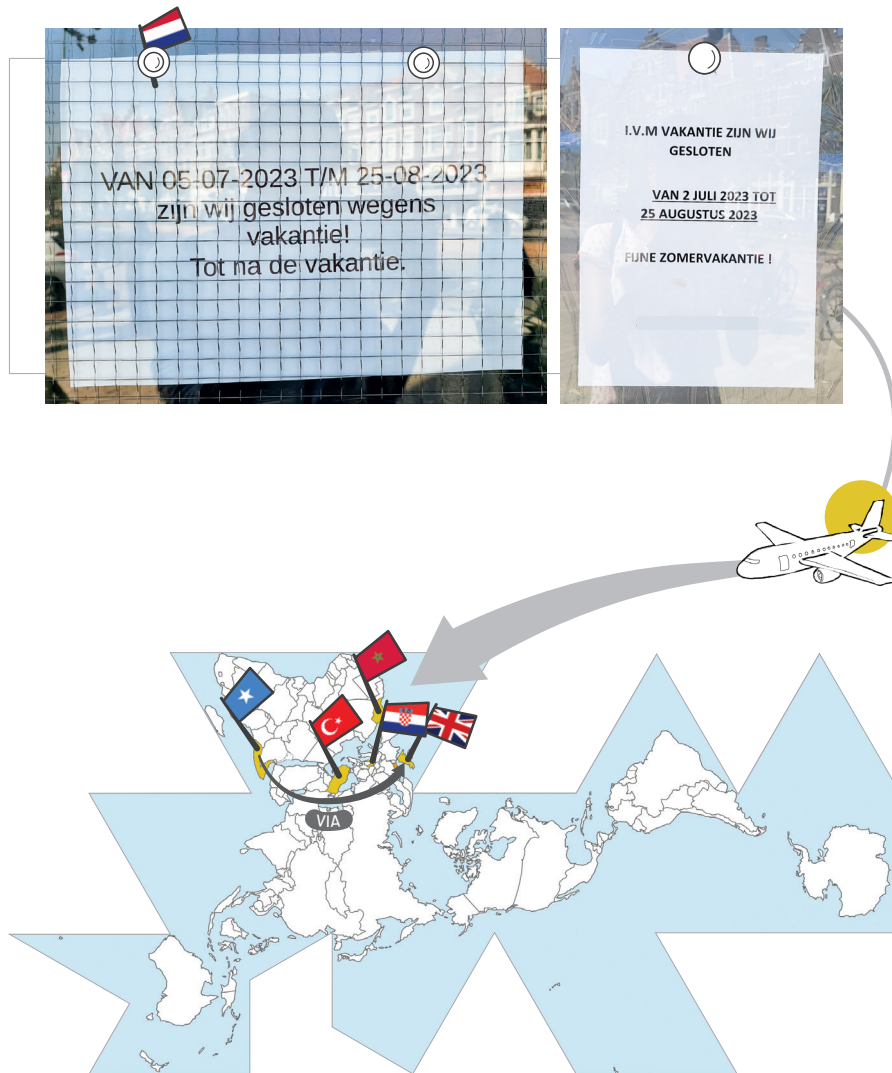 VAN 05-07-2023 T/M 25-08-2023
zijn wij gesloten wegens
vakantie!
Tot na de vakantie.
I.V.M VAKANTIE ZIJN WIJ
GESLOTEN
VAN 2 JULI 2023 TOT
25 AUGUSTUS 2023
FIJNE ZOMERVAKANTIE !
VIA